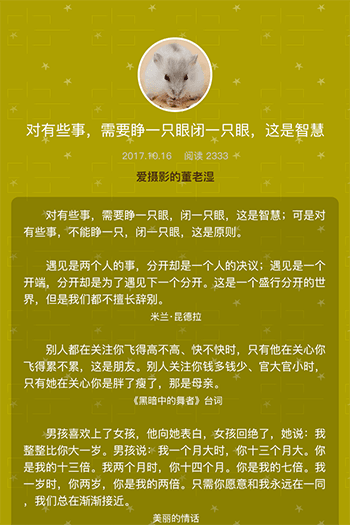 对有些事，需要睁一只眼闭一只眼，这是智慧
2017.10.16 阅读 2333
爱摄影的董老湿
对有些事，需要睁一只眼，闭一只眼，这是智慧；可是对
有些事，不能睁一只，闭一只眼，这是原则。
遇见是两个人的事，分开却是一个人的决议；遇见是一个
开端，分开却是为了遇见下一个分开。这是一个盛行分开的世
界，但是我们都不擅长辞别。
米兰·昆德拉
别人都在关注你飞得高不高、快不快时，只有他在关心你
飞得累不累，这是朋友。别人关注你钱多钱少、官大官小时，
只有她在关心你是胖了瘦了，那是母亲。
《黑暗中的舞者》台词
男孩喜欢上了女孩，他向她表白，女孩回绝了，她说：我
整整比你大一岁。男孩说：我一个月大时，你十三个月大。你
是我的十三倍。我两个月时，你十四个月。你是我的七倍。我
一岁时，你两岁，你是我的两倍。只需你愿意和我永远在一同
，我们总在渐渐接近。
美丽的情话